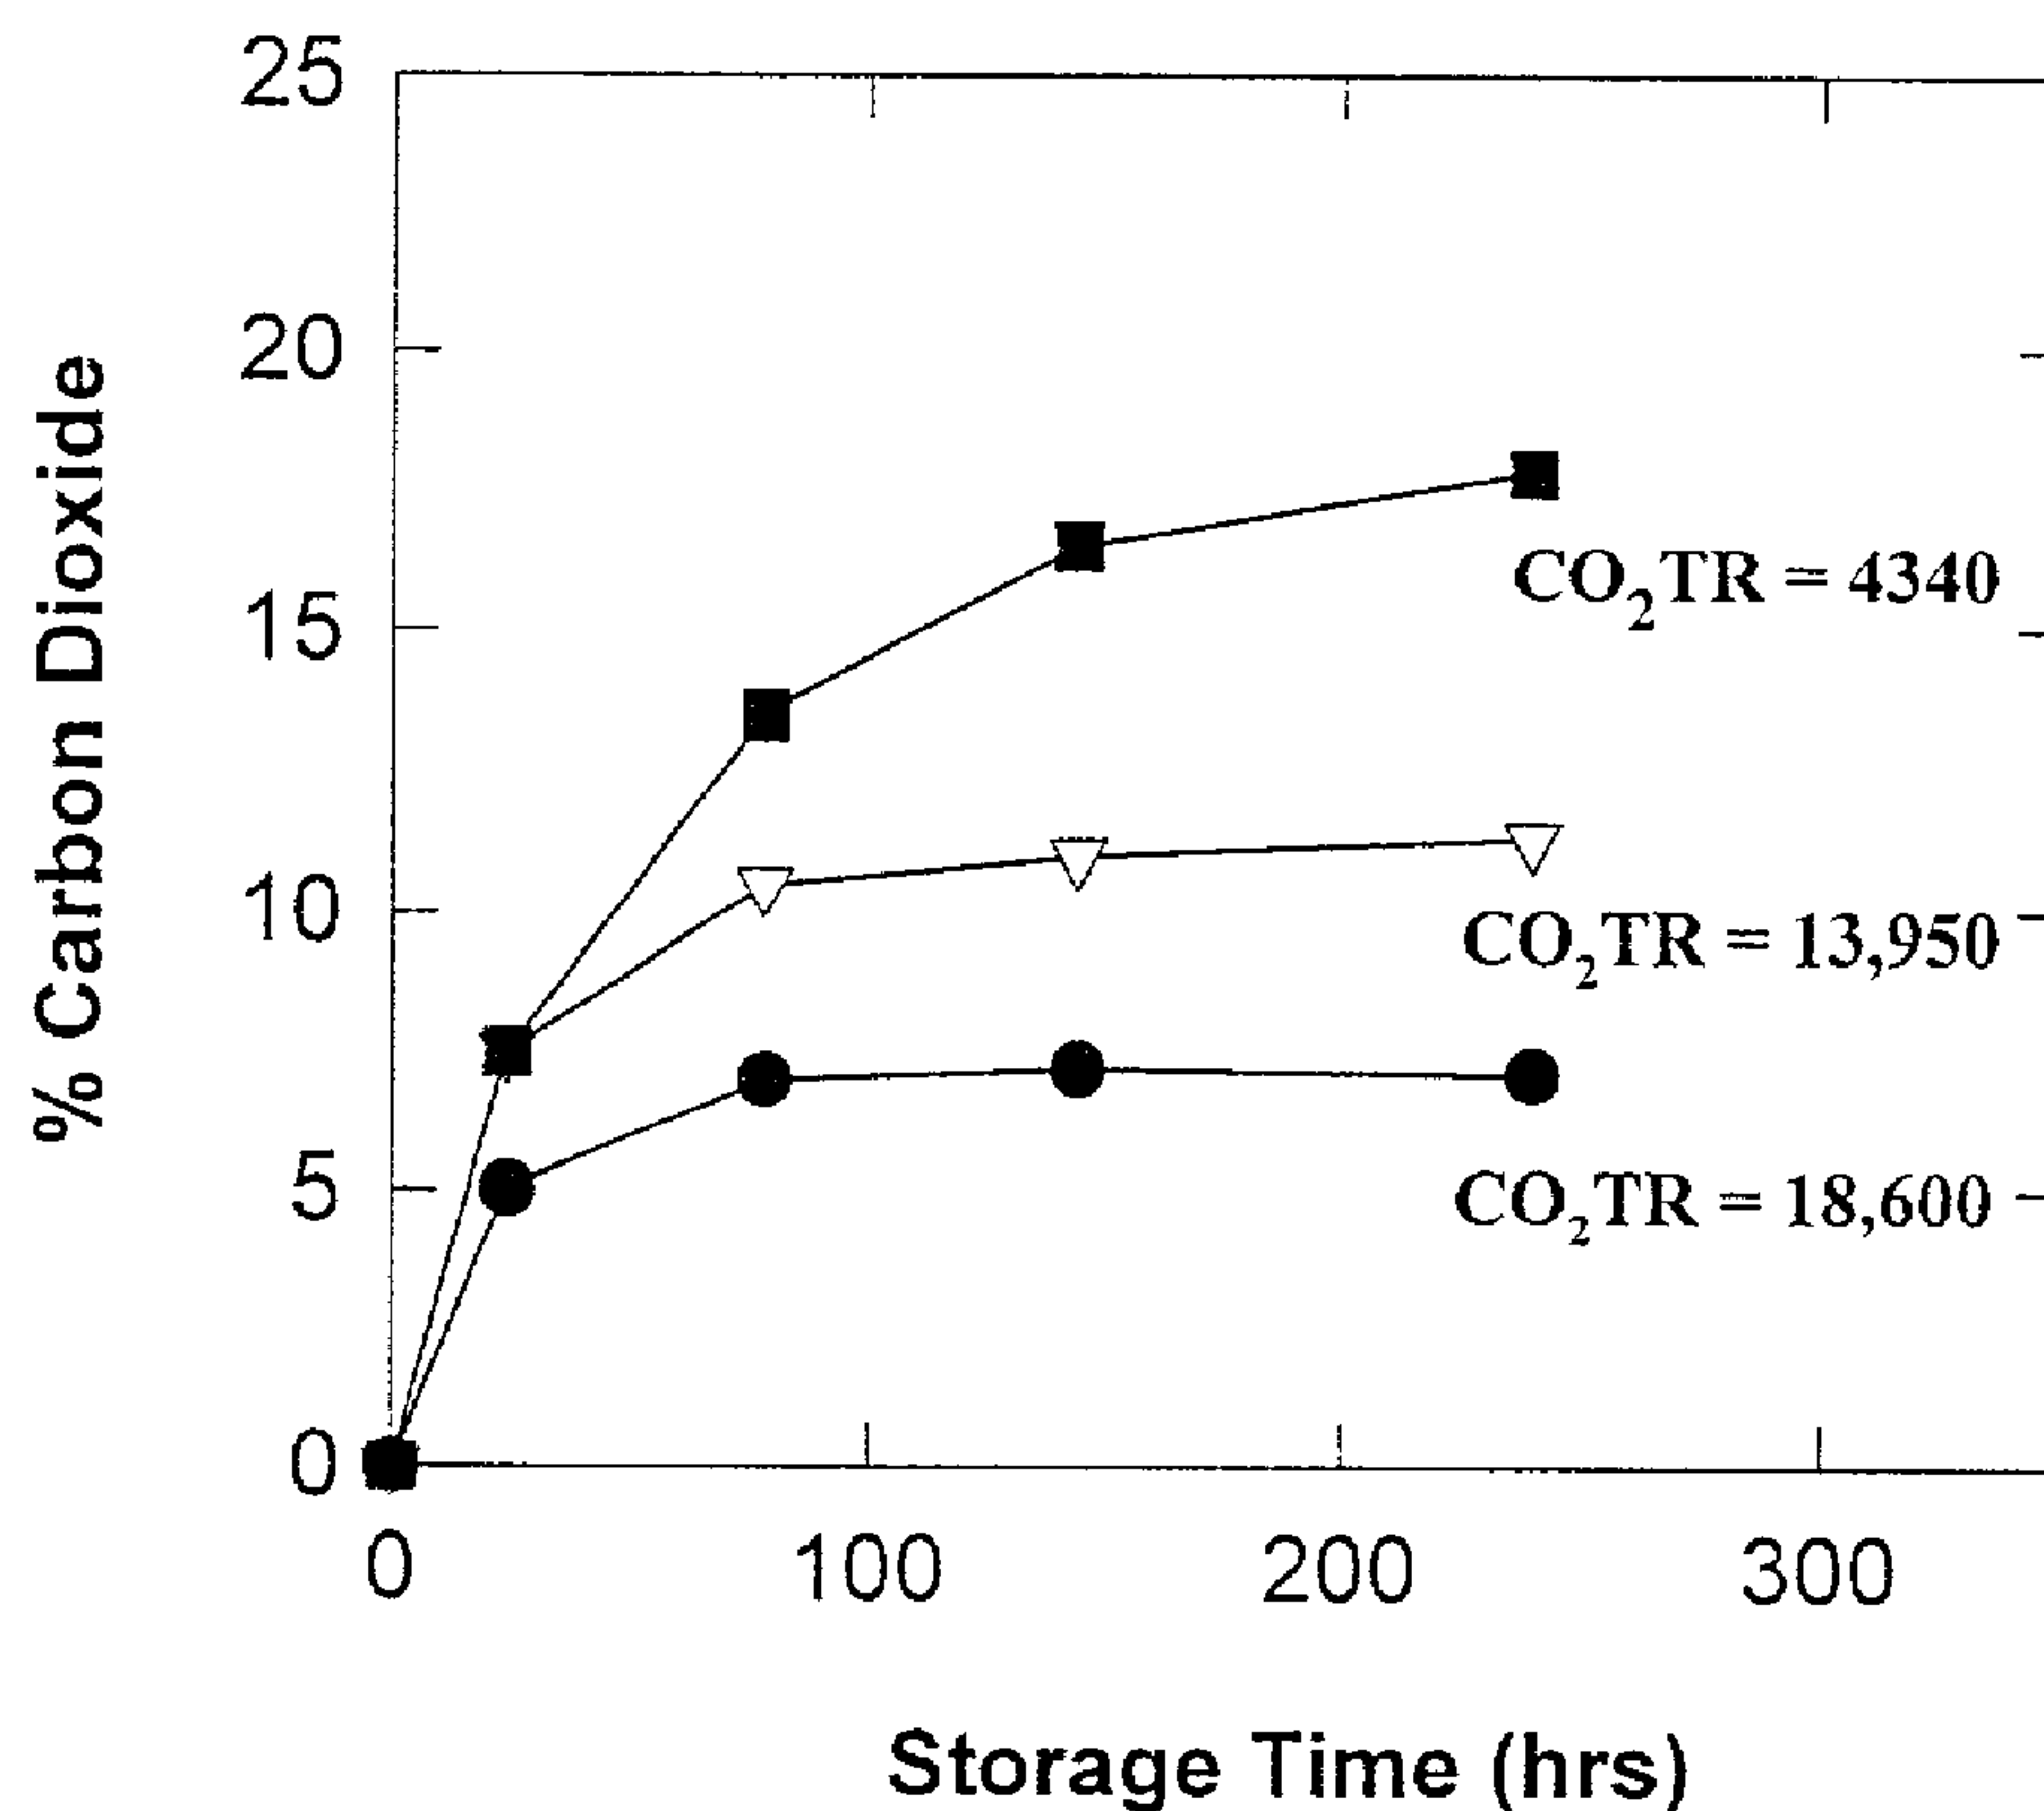 % Carbon Dioxide
25
20
15
10
5
0
CO₂TR = 4340
CO₂TR = 13,950
CO₂TR = 18,600
0 100 200 300
Storage Time (hrs)